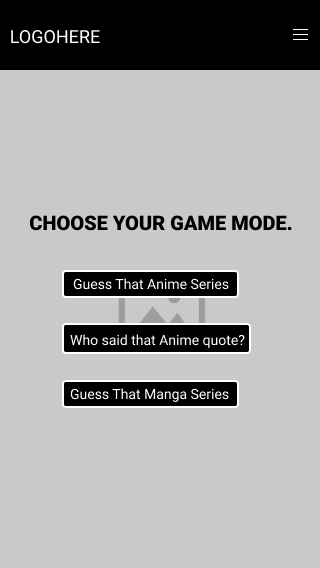 LOGOHERE
CHOOSE YOUR GAME MODE.
Guess That Anime Series
Who said that Anime quote?
Guess That Manga Series